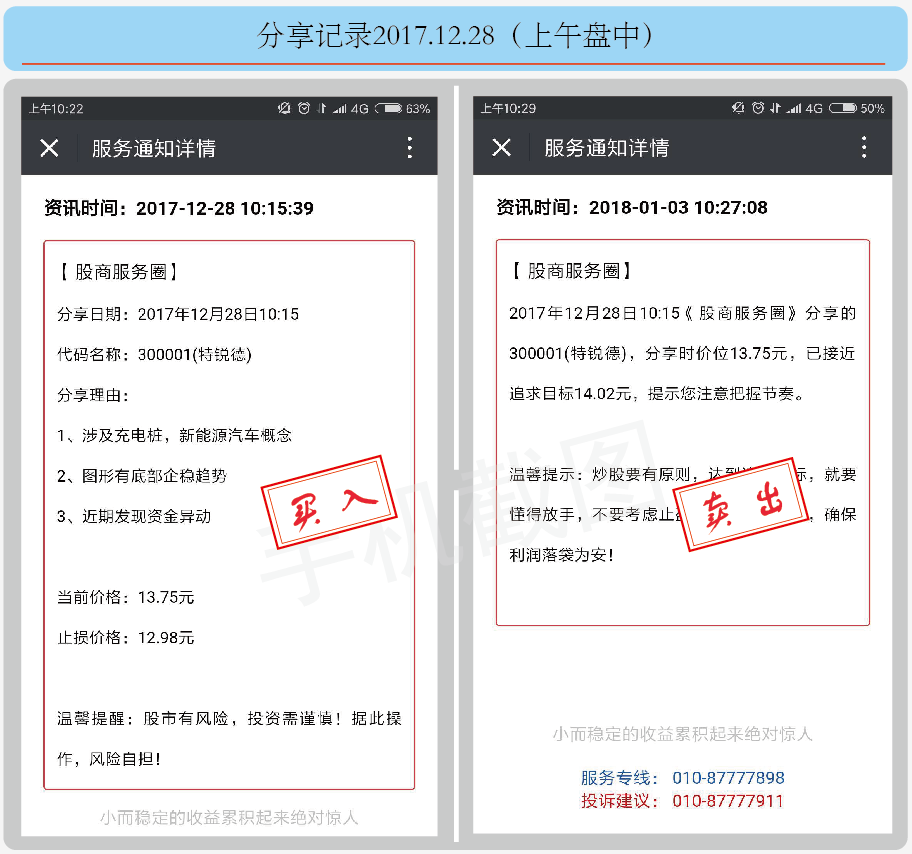 分享记录2017.12.28（上午盘中）
上午10:22
4G
63%
服务通知详情
资讯时间：2017-12-28 10:15:39
【 股商服务圈】
分享日期：2017年12月28日10:15
代码名称：300001(特锐德)
分享理由：
1、涉及充电桩，新能源汽车概念
2、图形有底部企稳趋势
3、近期发现资金异动
买入
当前价格：13.75元
止损价格：12.98元
温馨提醒：股市有风险，投资需谨慎！据此操
作，风险自担！
小而稳定的收益累积起来绝对惊人
上午10:29
4G
50%
服务通知详情
资讯时间：2018-01-03 10:27:08
【 股商服务圈】
2017年12月28日10:15《 股商服务圈》分享的
300001(特锐德)，分享时价位13.75元，已接近
追求目标14.02元，提示您注意把握节奏。
温馨提示：炒股要有原则，达到 标，就要
懂得放手，不要考虑止 ，确保
利润落袋为安！
卖出
小而稳定的收益累积起来绝对惊人
服务专线： 010-87777898
投诉建议： 010-87777911
手机截图